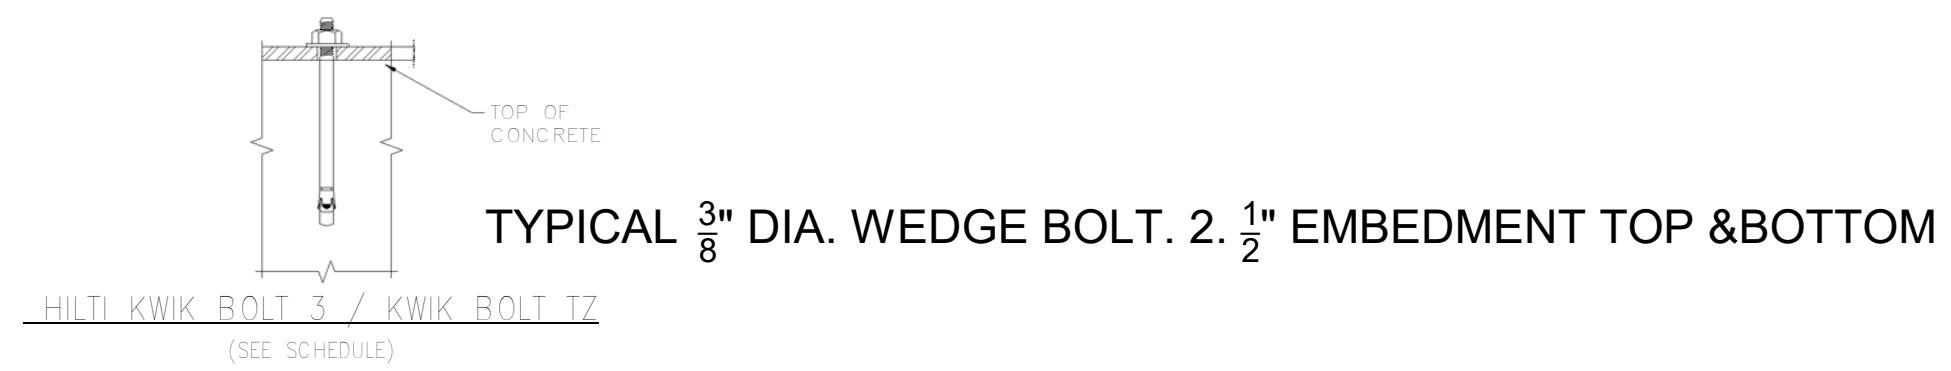 TOP OF
CONCRETE
TYPICAL 3/8" DIA. WEDGE BOLT. 2. 1/2" EMBEDMENT TOP &BOTTOM
HILTI KWIK BOLT 3 / KWIK BOLT TZ
(SEE SCHEDULE)